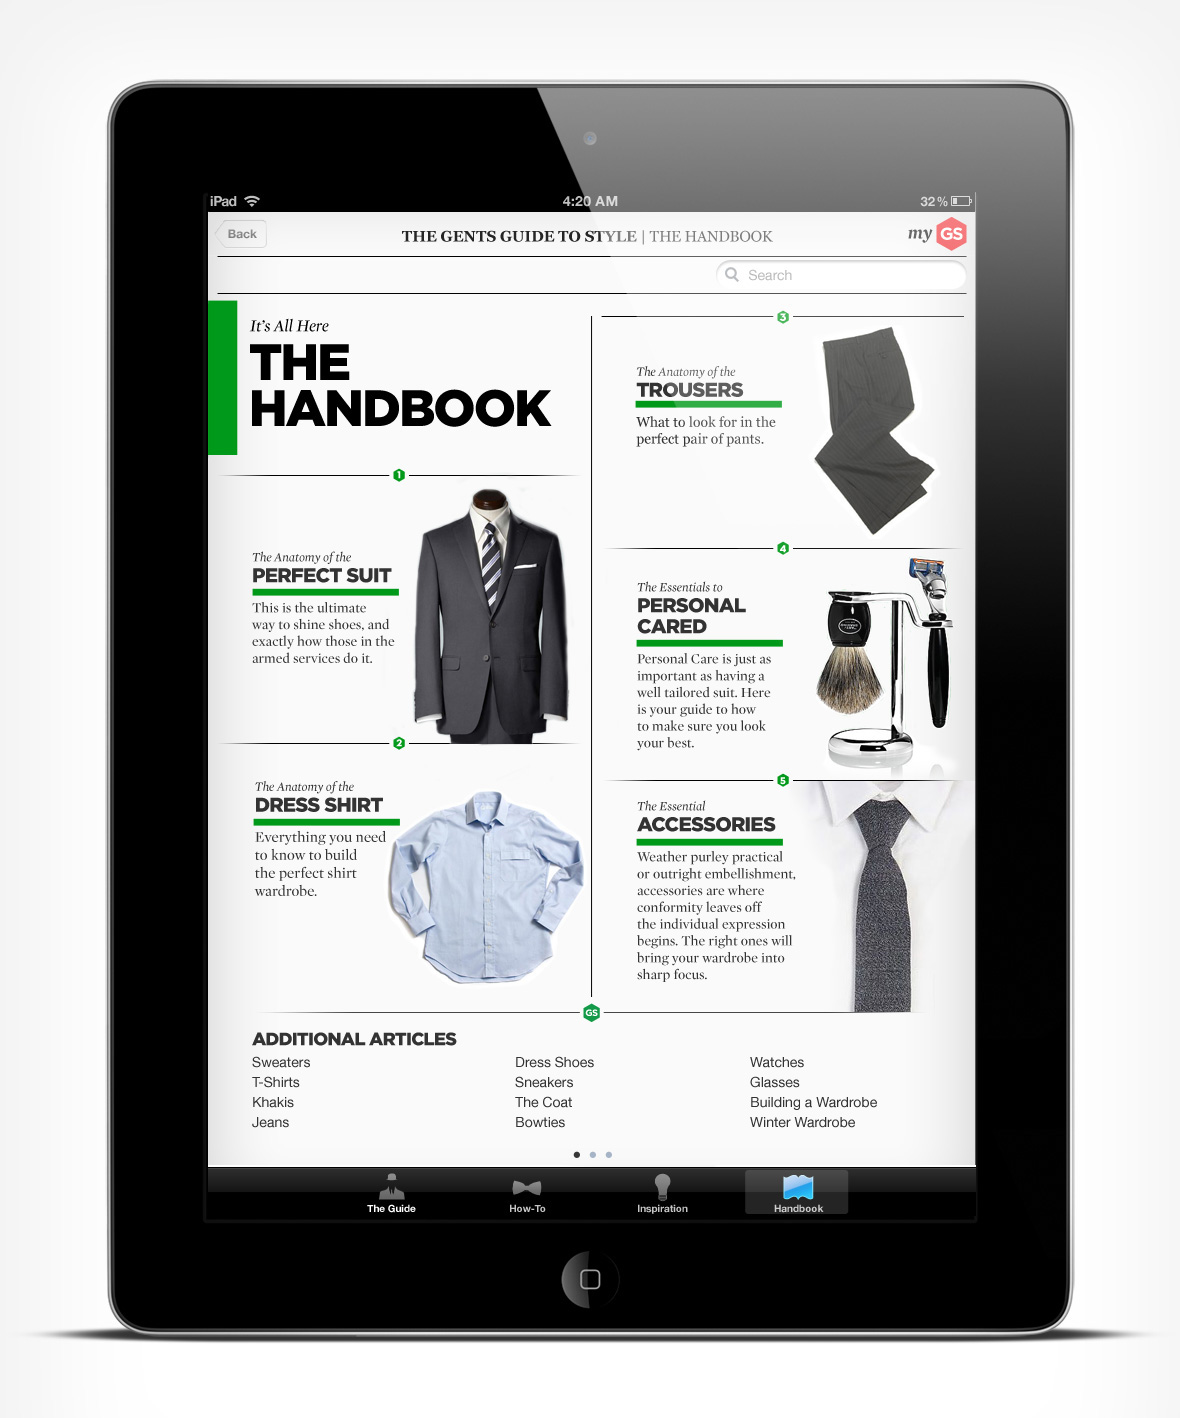 iPad
4:20 AM
32 %
Back
THE GENTS GUIDE TO STYLE | THE HANDBOOK
my GS
Search
It's All Here
THE
HANDBOOK
1
The Anatomy of the
PERFECT SUIT
This is the ultimate
way to shine shoes, and
exactly how those in the
armed services do it.
2
The Anatomy of the
DRESS SHIRT
Everything you need
to know to build
the perfect shirt
wardrobe.
3
The Anatomy of the
TROUSERS
What to look for in the
perfect pair of pants.
4
The Essentials to
PERSONAL
CARED
Personal Care is just as
important as having a
well tailored suit. Here
is your guide to how
to make sure you look
your best.
5
The Essential
ACCESSORIES
Weather purley practical
or outright embellishment,
accessories are where
conformity leaves off
the individual expression
begins. The right ones will
bring your wardrobe into
sharp focus.
GS
ADDITIONAL ARTICLES
Sweaters
T-Shirts
Khakis
Jeans
Dress Shoes
Sneakers
The Coat
Bowties
Watches
Glasses
Building a Wardrobe
Winter Wardrobe
The Guide
How-To
Inspiration
Handbook